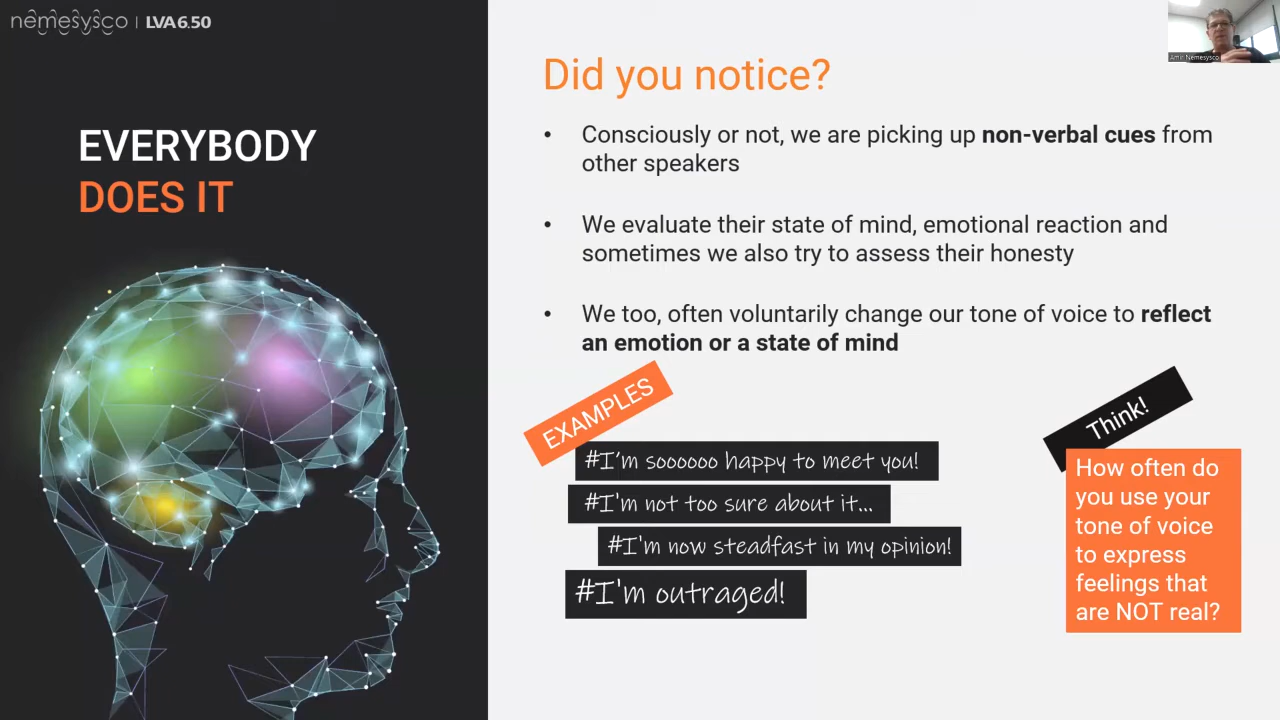 nemesysco | LVA6.50
EVERYBODY
DOES IT
Did you notice?
• Consciously or not, we are picking up non-verbal cues from
other speakers
• We evaluate their state of mind, emotional reaction and
sometimes we also try to assess their honesty
• We too, often voluntarily change our tone of voice to reflect
an emotion or a state of mind
EXAMPLES
#I'm soooooo happy to meet you!
#I'm not too sure about it...
#I'm now steadfast in my opinion!
#I'm outraged!
Think!
How often do
you use your
tone of voice
to express
feelings that
are NOT real?
Amir Nemesysco